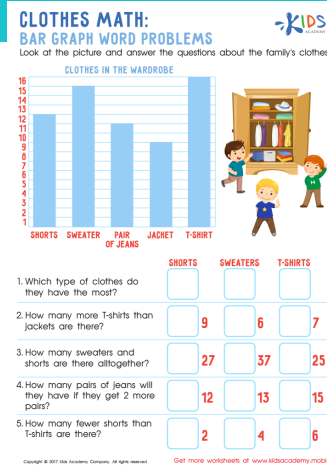 CLOTHES MATH:
BAR GRAPH WORD PROBLEMS
KIDS
ACADEMY
Look at the picture and answer the questions about the family's clothes
CLOTHES IN THE WARDROBE
16
15
14
13
12
11
10
9
8
7
6
5
4
3
2
1
SHORTS SWEATER PAIR OF JEANS JACKET T-SHIRT
SHORTS SWEATERS T-SHIRTS
1. Which type of clothes do
they have the most?
2. How many more T-shirts than
jackets are there?
9 6 7
3. How many sweaters and
shorts are there alltogether?
27 37 25
4. How many pairs of jeans will
they have if they get 2 more
pairs?
12 13 15
5. How many fewer shorts than
T-shirts are there?
2 4 6
Copyright © 2017 Kids Academy Company. All rights reserved
Get more worksheets at www.kidsacademy.mobi